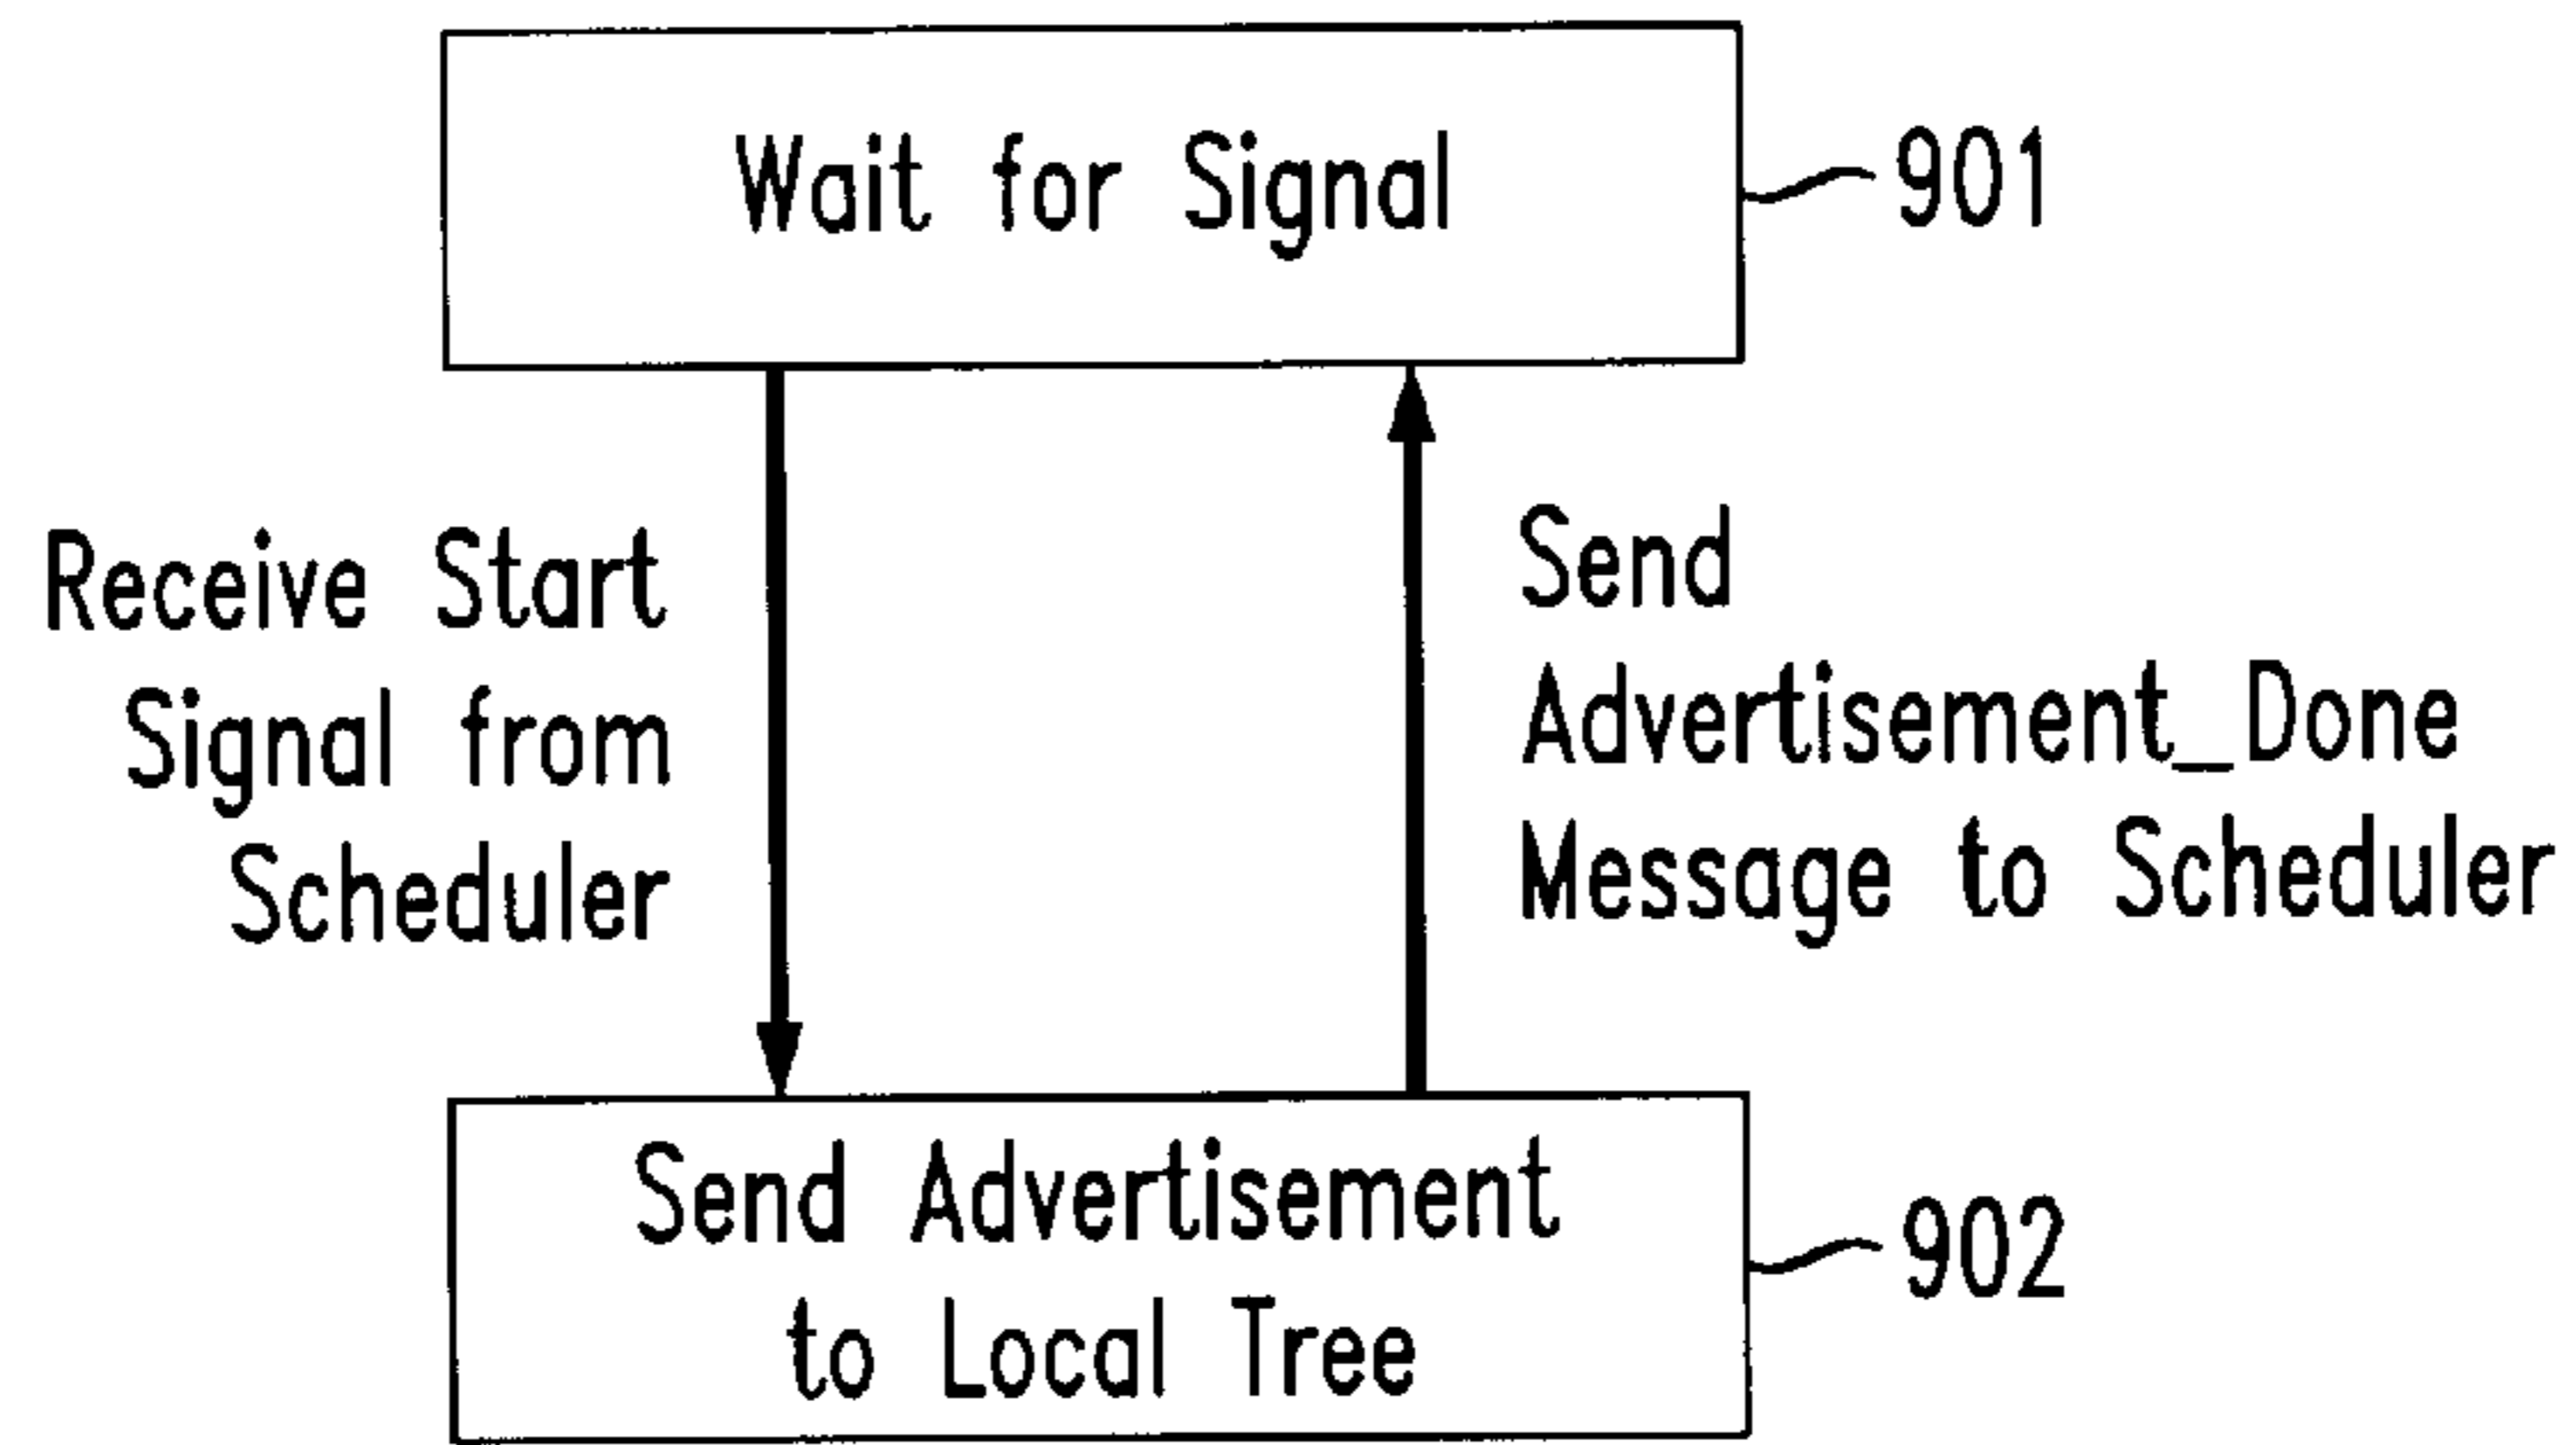 Wait for Signal
901
Receive Start
Signal from
Scheduler
Send
Advertisement_Done
Message to Scheduler
Send Advertisement
to Local Tree
902